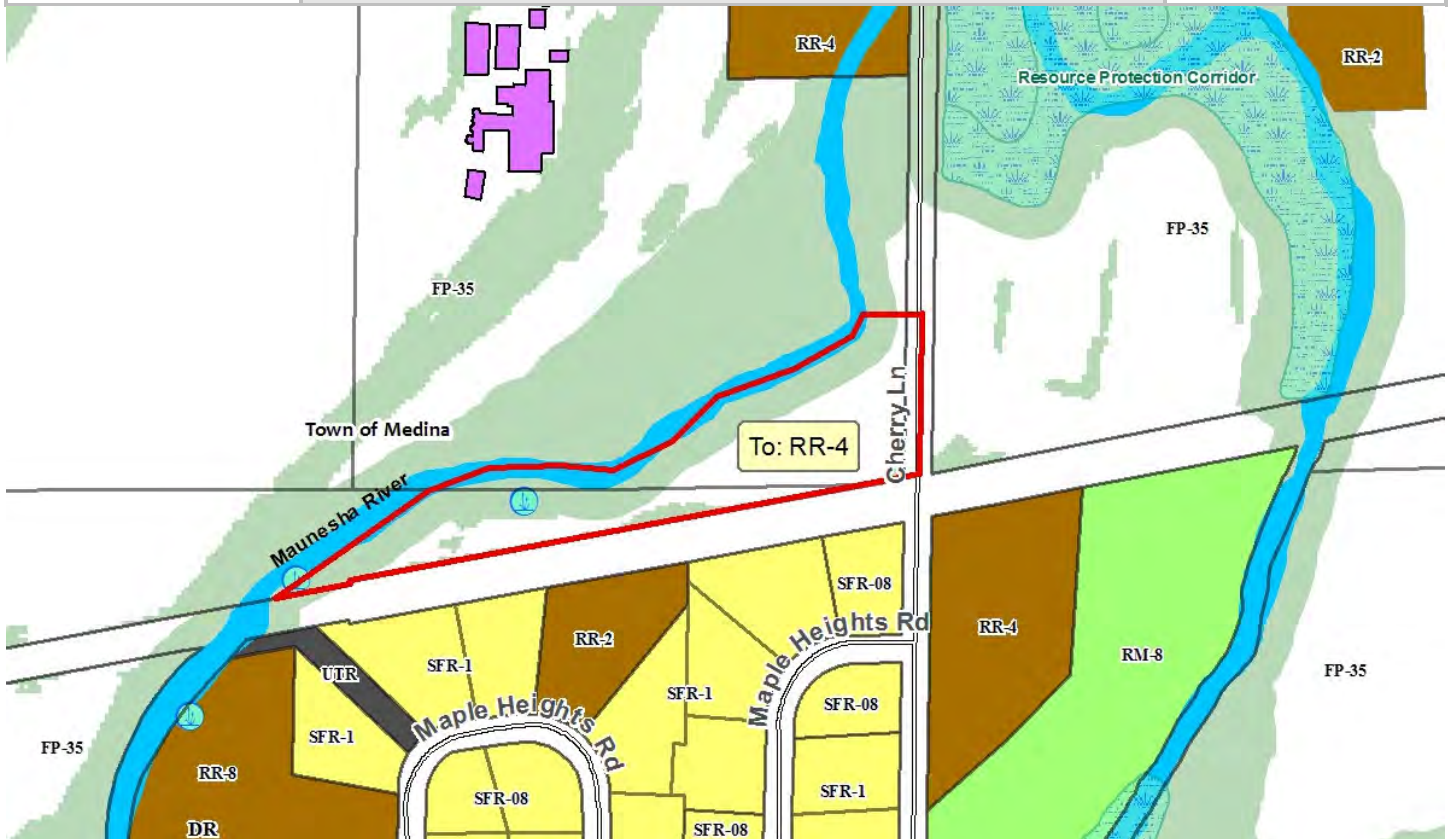 RR-4
RR-2
Resource Protection Corridor
FP-35
FP-35
Cherry Ln
Town of Medina
To: RR-4
Maunesha River
SFR-08
RR-2
Maple Heights Rd
RR-4
RM-8
FP-35
SFR-1
UTR
SFR-1
SFR-1
Maple Heights Rd
SFR-08
FP-35
RR-8
SFR-08
SFR-1
DR
SFR-08